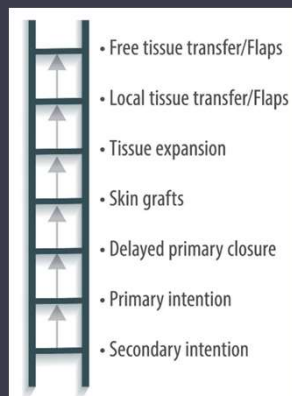 • Free tissue transfer/Flaps
• Local tissue transfer/Flaps
• Tissue expansion
• Skin grafts
• Delayed primary closure
• Primary intention
• Secondary intention